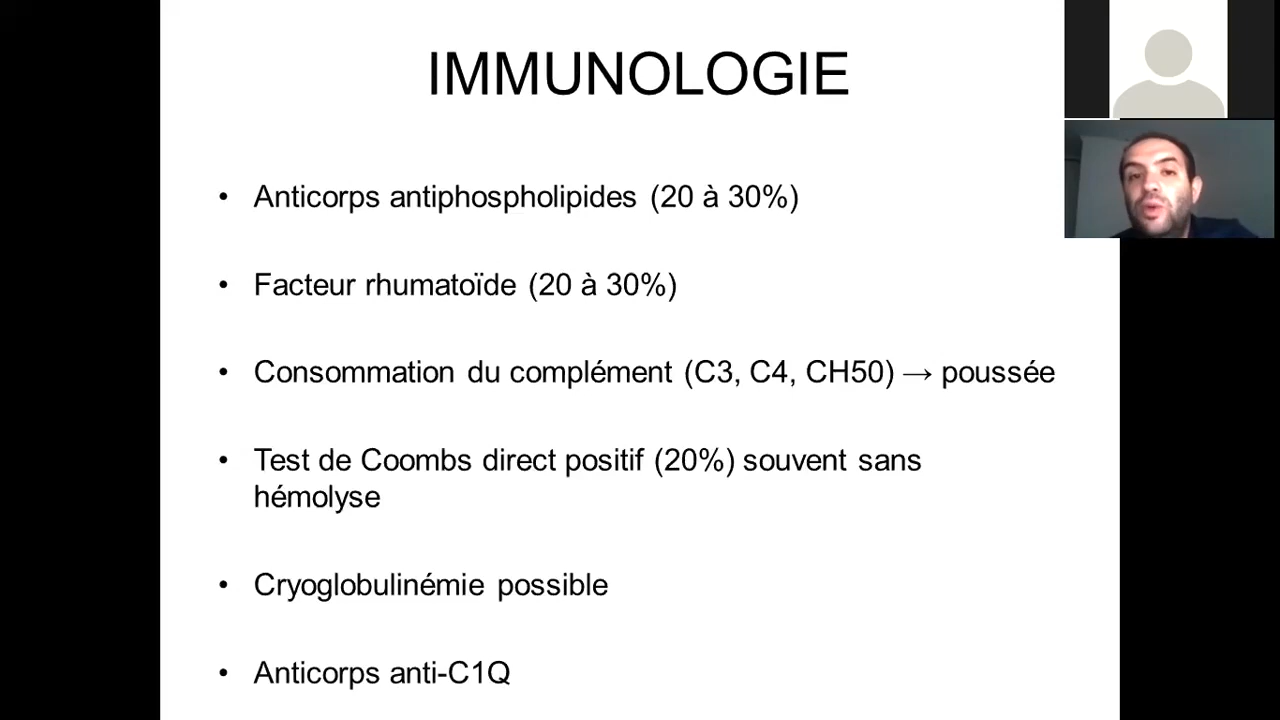 IMMUNOLOGIE
• Anticorps antiphospholipides (20 à 30%)
• Facteur rhumatoïde (20 à 30%)
• Consommation du complément (C3, C4, CH50) → poussée
• Test de Coombs direct positif (20%) souvent sans
hémolyse
• Cryoglobulinémie possible
• Anticorps anti-C1Q